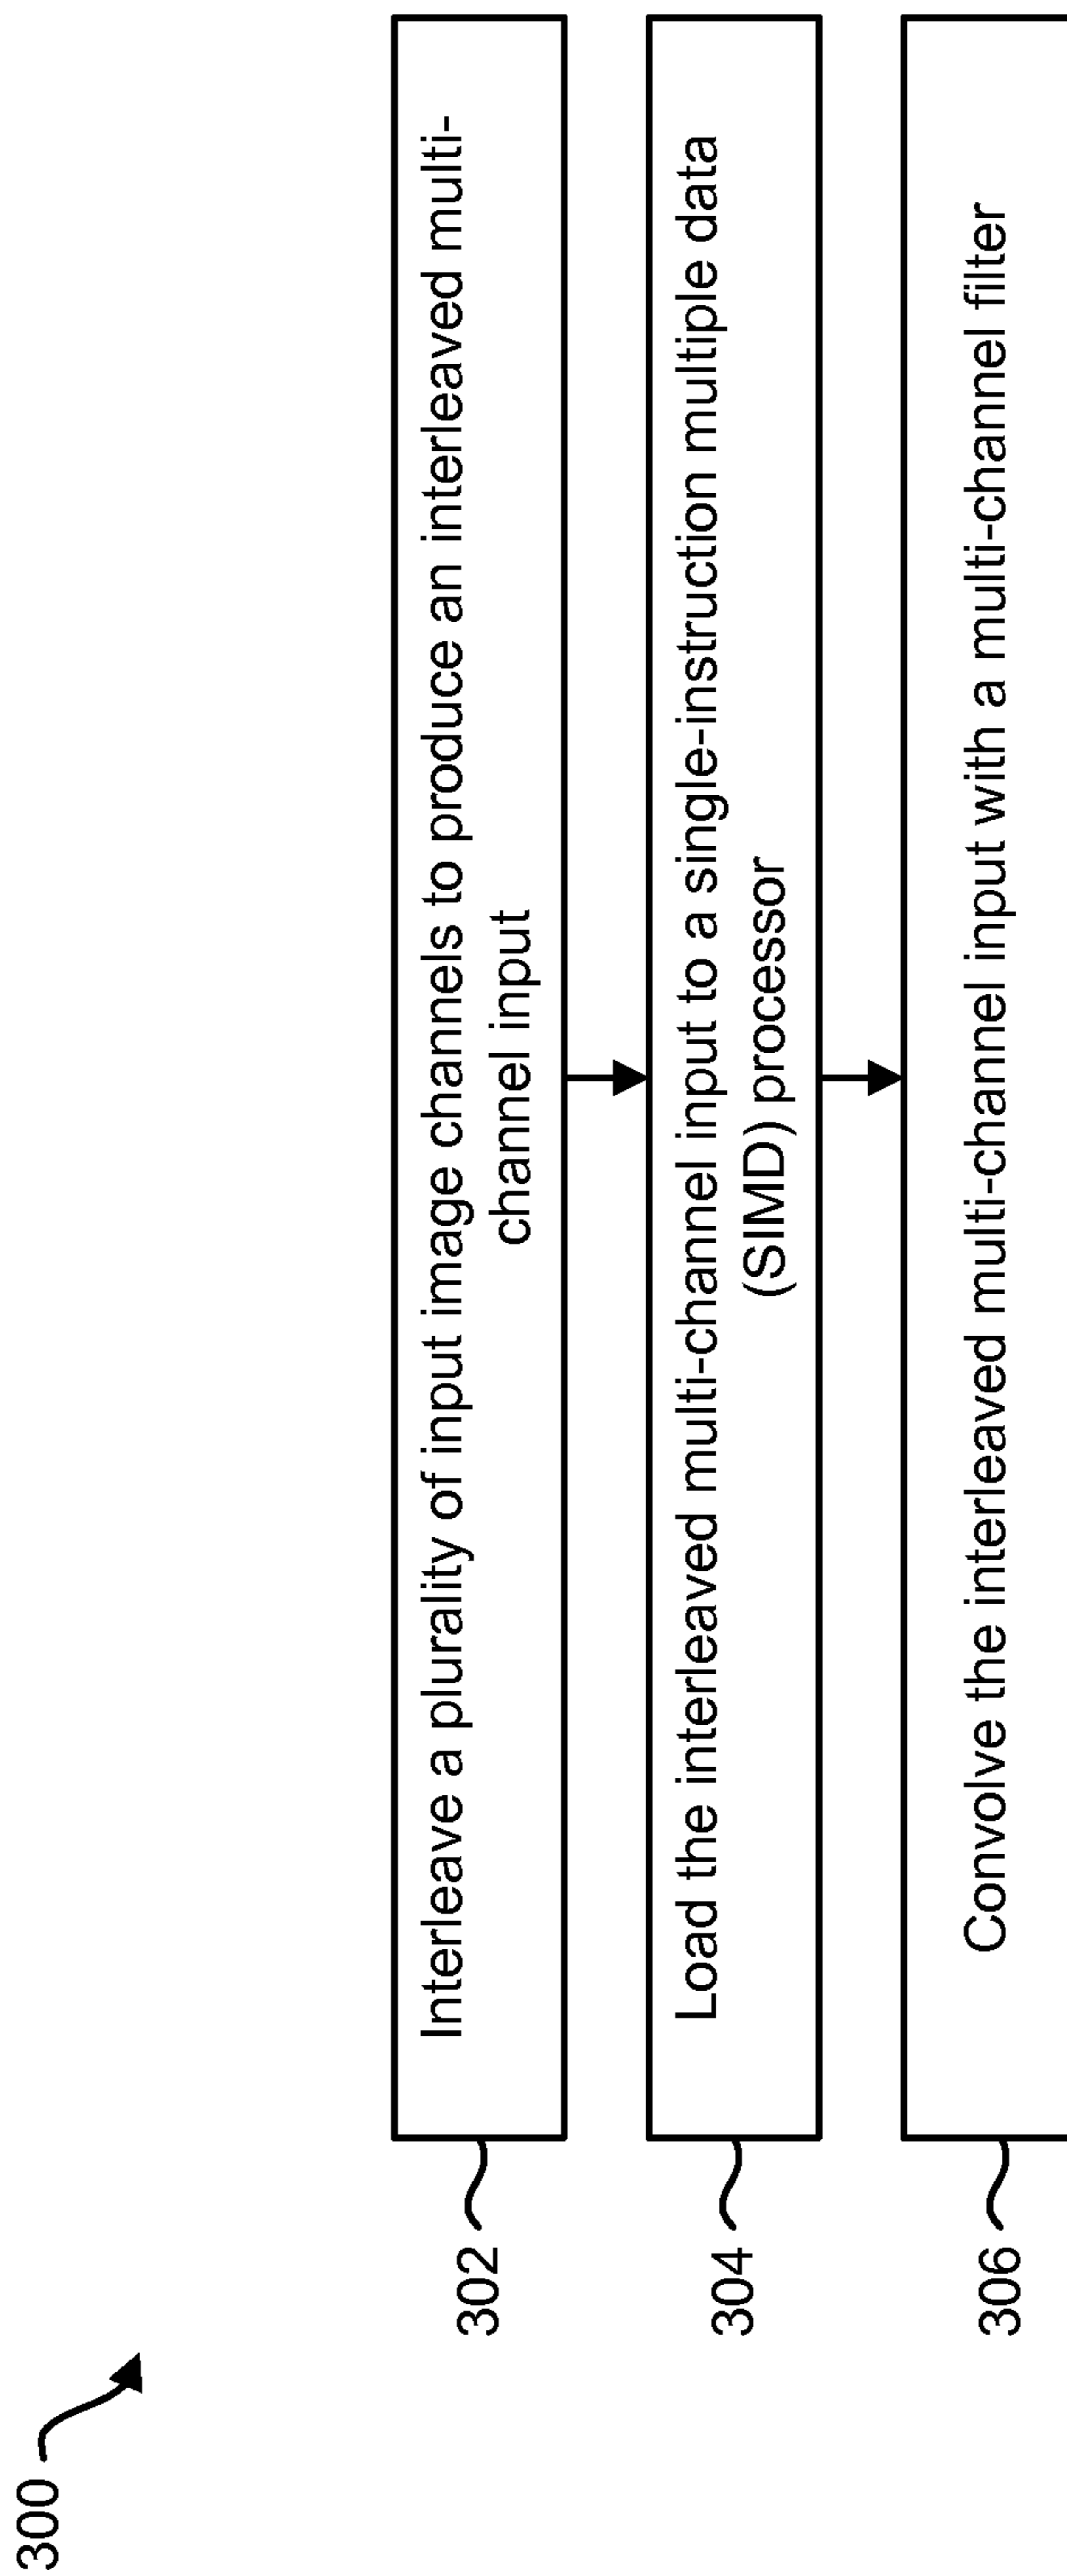 300
302
Interleave a plurality of input image channels to produce an interleaved multi-
channel input
304
Load the interleaved multi-channel input to a single-instruction multiple data
(SIMD) processor
306
Convolve the interleaved multi-channel input with a multi-channel filter